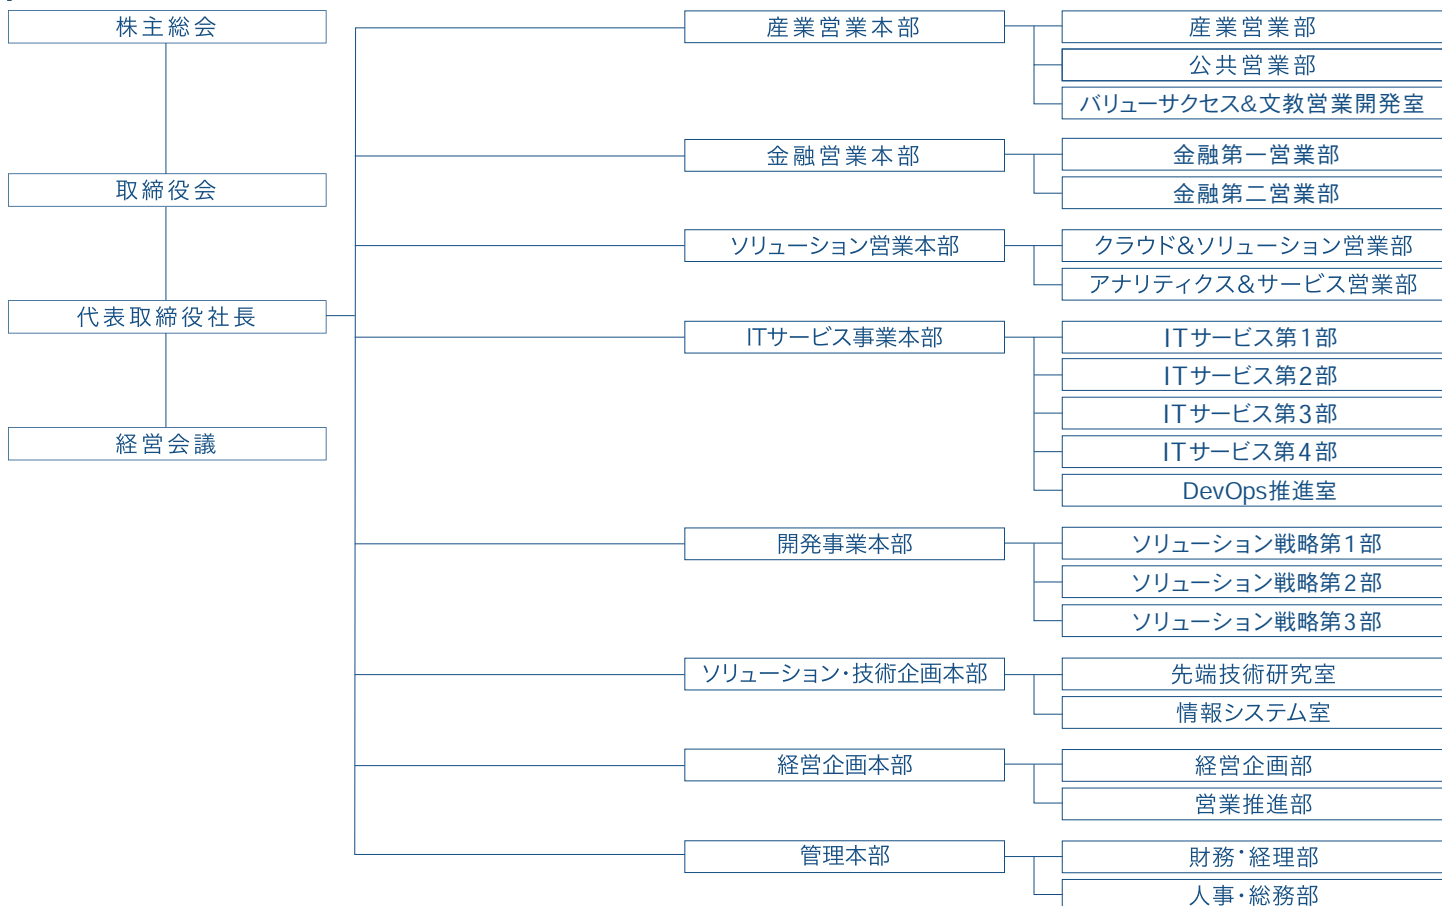 株主総会
取締役会
代表取締役社長
経営会議
産業営業本部
産業営業部
公共営業部
バリューサクセス&文教営業開発室
金融営業本部
金融第一営業部
金融第二営業部
ソリューション営業本部
クラウド&ソリューション営業部
アナリティクス&サービス営業部
ITサービス事業本部
ITサービス第1部
ITサービス第2部
ITサービス第3部
ITサービス第4部
DevOps推進室
開発事業本部
ソリューション戦略第1部
ソリューション戦略第2部
ソリューション戦略第3部
ソリューション・技術企画本部
先端技術研究室
情報システム室
経営企画本部
経営企画部
営業推進部
管理本部
財務・経理部
人事・総務部